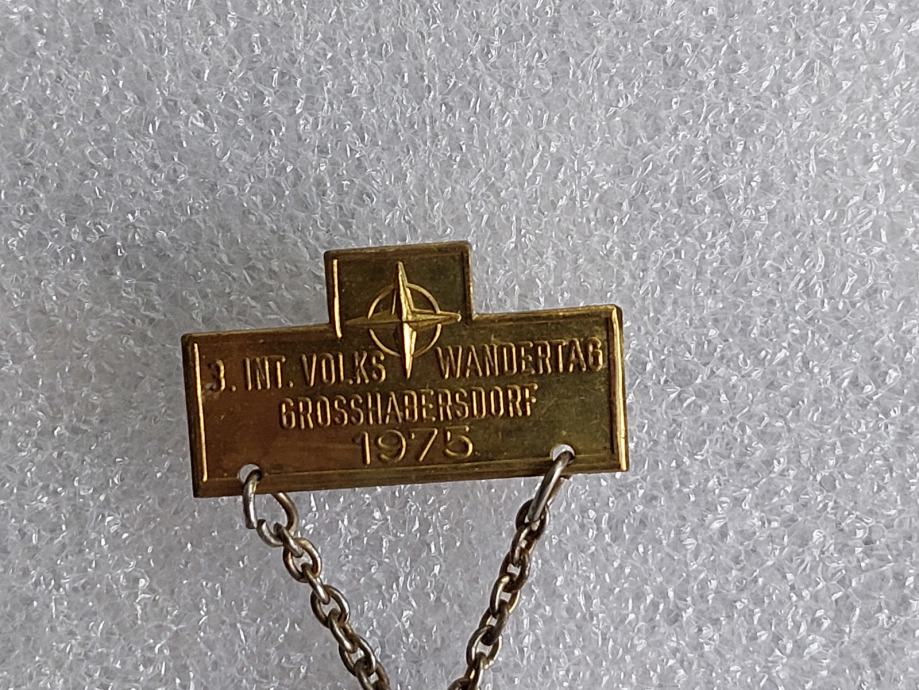 3. INT. VOLKS WANDERTAG
GROSSHABERSDORF
1975